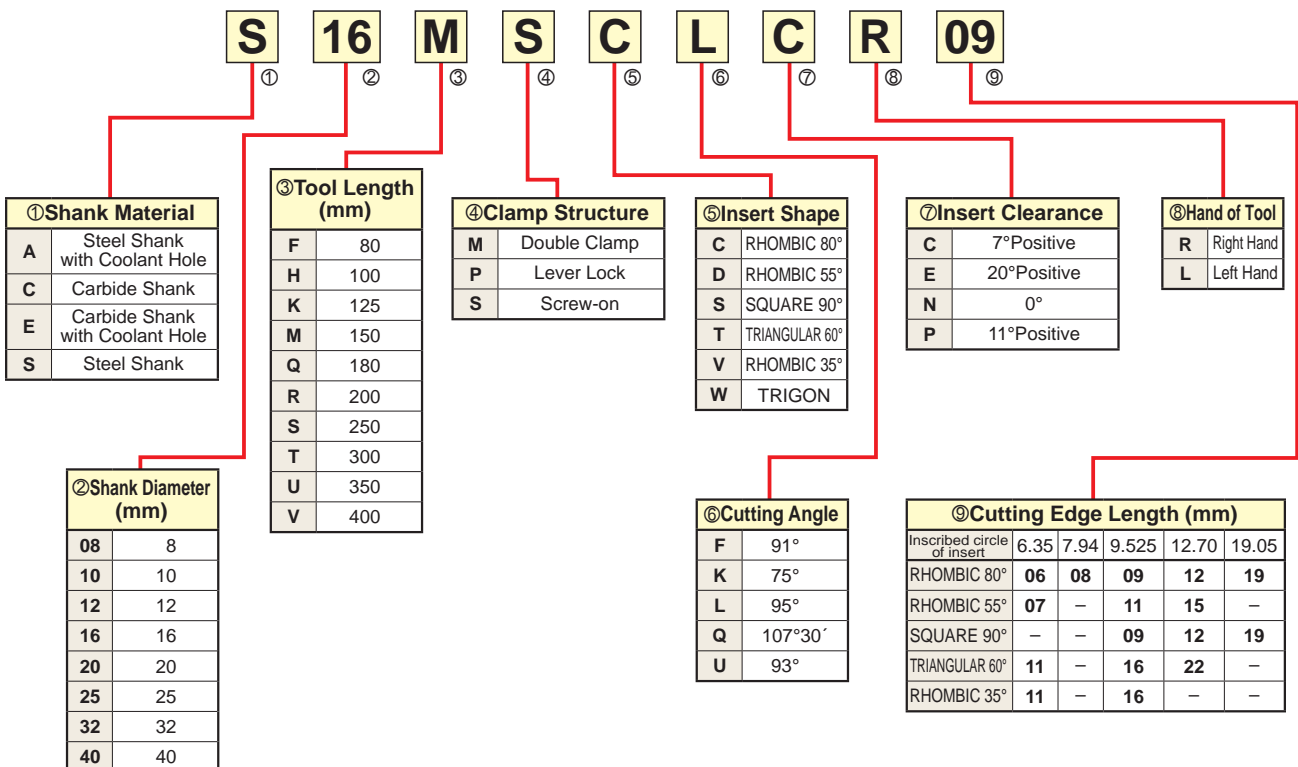 S 16 M S C L C R 09
① ② ③ ④ ⑤ ⑥ ⑦ ⑧ ⑨
①Shank Material
A Steel Shank
with Coolant Hole
C Carbide Shank
E Carbide Shank
with Coolant Hole
S Steel Shank
②Shank Diameter
(mm)
08 8
10 10
12 12
16 16
20 20
25 25
32 32
40 40
③Tool Length
(mm)
F 80
H 100
K 125
M 150
Q 180
R 200
S 250
T 300
U 350
V 400
④Clamp Structure
M Double Clamp
P Lever Lock
S Screw-on
⑤Insert Shape
C RHOMBIC 80°
D RHOMBIC 55°
S SQUARE 90°
T TRIANGULAR 60°
V RHOMBIC 35°
W TRIGON
⑥Cutting Angle
F 91°
K 75°
L 95°
Q 107°30´
U 93°
⑦Insert Clearance
C 7°Positive
E 20°Positive
N 0°
P 11°Positive
⑧Hand of Tool
R Right Hand
L Left Hand
⑨Cutting Edge Length (mm)
Inscribed circle
of insert 6.35 7.94 9.525 12.70 19.05
RHOMBIC 80° 06 08 09 12 19
RHOMBIC 55° 07 – 11 15 –
SQUARE 90° – – 09 12 19
TRIANGULAR 60° 11 – 16 22 –
RHOMBIC 35° 11 – 16 – –